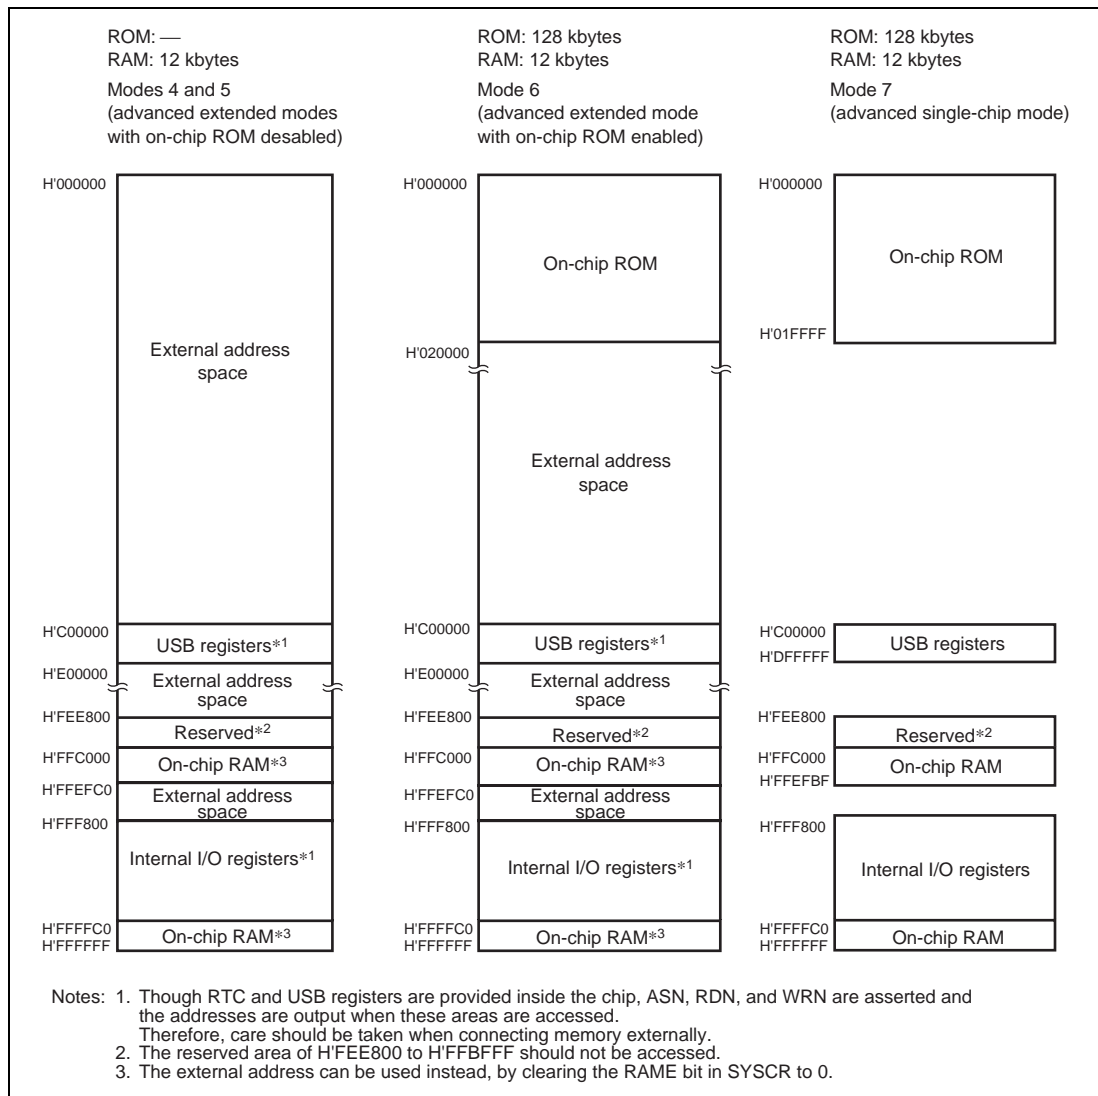 ROM: —
RAM: 12 kbytes
Modes 4 and 5
(advanced extended modes
with on-chip ROM desabled)
H'000000
External address
space
H'C00000
USB registers*1
H'E00000
External address
space
H'FEE800
Reserved*2
H'FFC000
On-chip RAM*3
H'FFEFC0
External address
space
H'FFF800
Internal I/O registers*1
H'FFFFC0
On-chip RAM*3
H'FFFFFF
ROM: 128 kbytes
RAM: 12 kbytes
Mode 6
(advanced extended mode
with on-chip ROM enabled)
H'000000
On-chip ROM
H'020000
External address
space
H'C00000
USB registers*1
H'E00000
External address
space
H'FEE800
Reserved*2
H'FFC000
On-chip RAM*3
H'FFEFC0
External address
space
H'FFF800
Internal I/O registers*1
H'FFFFC0
On-chip RAM*3
H'FFFFFF
ROM: 128 kbytes
RAM: 12 kbytes
Mode 7
(advanced single-chip mode)
H'000000
On-chip ROM
H'01FFFF
H'C00000
USB registers
H'DFFFFF
H'FEE800
Reserved*2
H'FFC000
On-chip RAM
H'FFEFBF
H'FFF800
Internal I/O registers
H'FFFFC0
On-chip RAM
H'FFFFFF
Notes: 1. Though RTC and USB registers are provided inside the chip, ASN, RDN, and WRN are asserted and
the addresses are output when these areas are accessed.
Therefore, care should be taken when connecting memory externally.
2. The reserved area of H'FEE800 to H'FFBFFF should not be accessed.
3. The external address can be used instead, by clearing the RAME bit in SYSCR to 0.